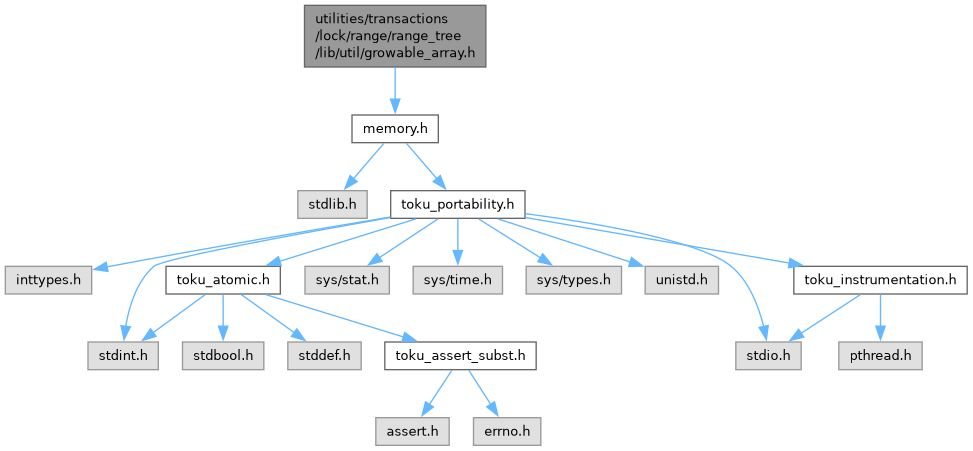 utilities/transactions
/lock/range/range_tree
/lib/util/growable_array.h
memory.h
stdlib.h
toku_portability.h
inttypes.h
toku_atomic.h
sys/stat.h
sys/time.h
sys/types.h
unistd.h
toku_instrumentation.h
stdint.h
stdbool.h
stddef.h
toku_assert_subst.h
stdio.h
pthread.h
assert.h
errno.h